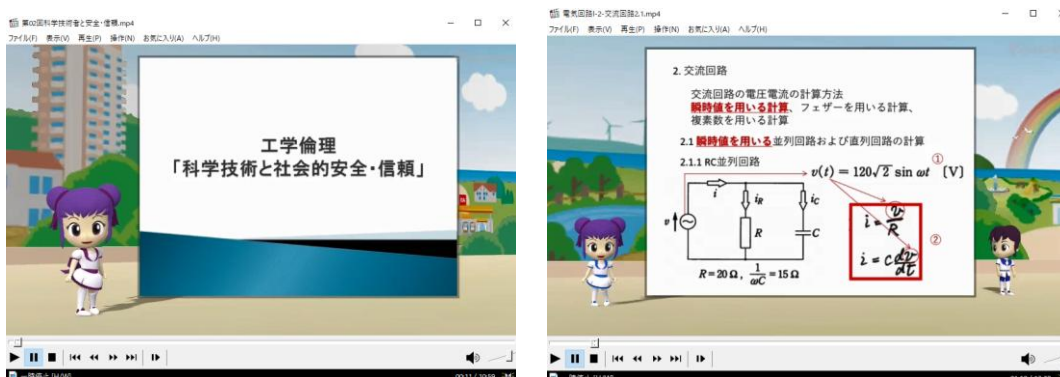 第02回科学技術者と安全・信頼.mp4
ファイル(F) 表示(V) 再生(P) 操作(N) お気に入り(A) ヘルプ(H)
工学倫理
「科学技術と社会的安全・信頼」
電気回路I-2-交流回路2.1.mp4
ファイル(F) 表示(V) 再生(P) 操作(N) お気に入り(A) ヘルプ(H)
2. 交流回路
交流回路の電圧電流の計算方法
瞬時値を用いる計算、フェザーを用いる計算、
複素数を用いる計算
2.1 瞬時値を用いる並列回路および直列回路の計算
2.1.1 RC並列回路
v(t) = 120√2 sin ωt [V]
①
i
i_R
i_C
v
R
C
i = v/R
i = c dv/dt
②
R = 20 Ω , 1/ωC = 15 Ω